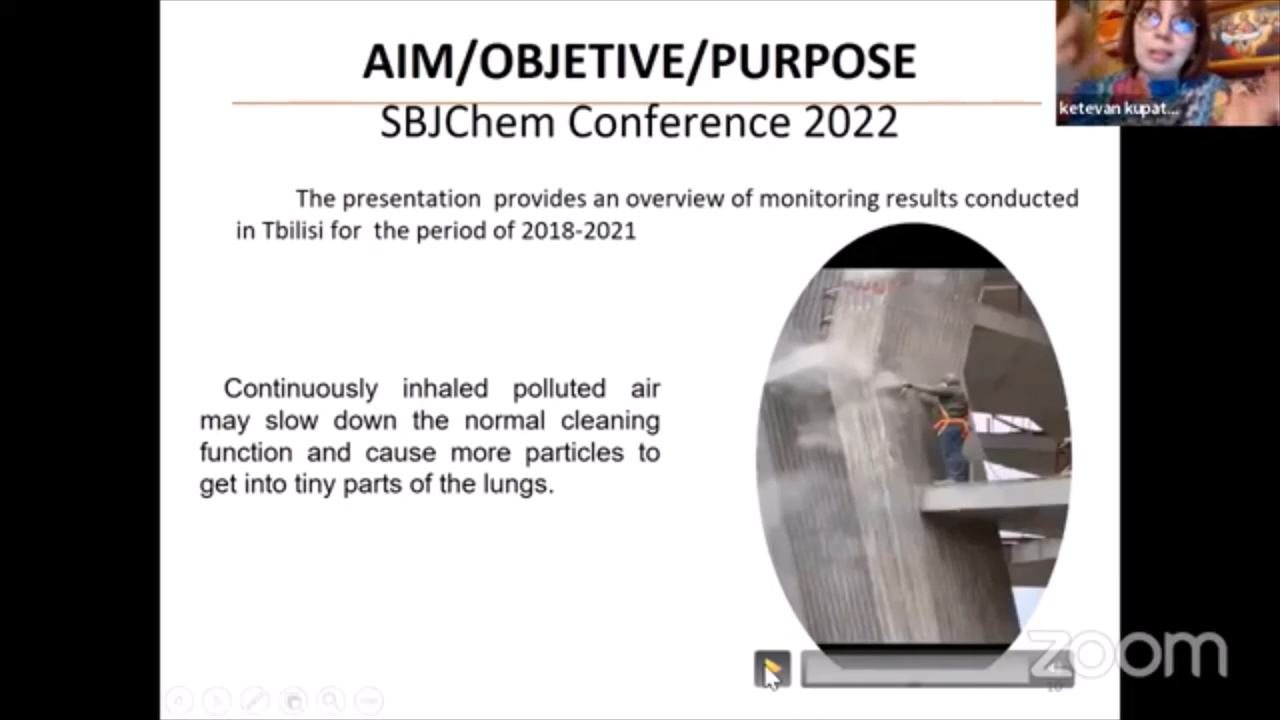 AIM/OBJETIVE/PURPOSE
SBJChem Conference 2022
ketevan kupat...
The presentation provides an overview of monitoring results conducted
in Tbilisi for the period of 2018-2021
Continuously inhaled polluted air
may slow down the normal cleaning
function and cause more particles to
get into tiny parts of the lungs.
zoom
10